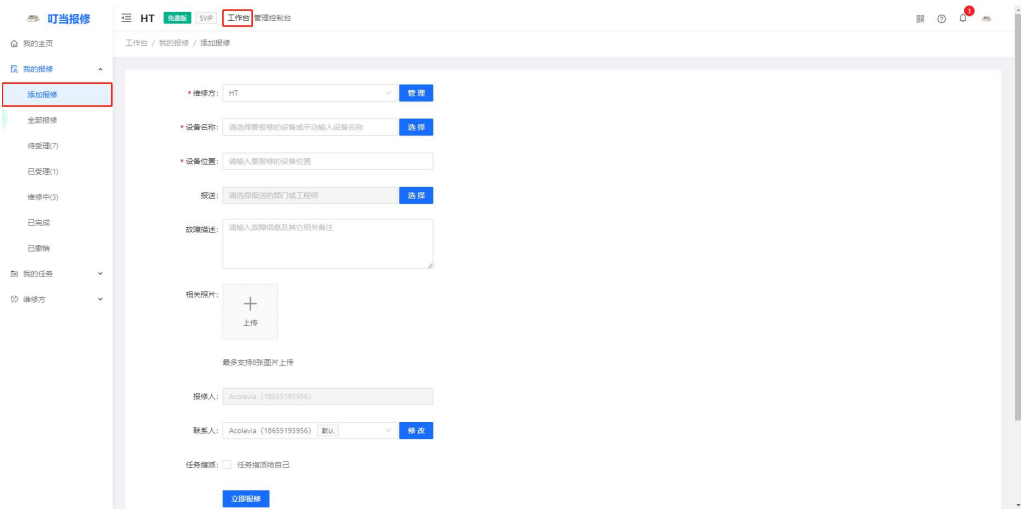 叮当报修
HT 免费版 SVIP 工作台 管理控制台
1
我的主页
工作台 / 我的报修 / 添加报修
我的报修
添加报修
全部报修
待受理(7)
已受理(1)
维修中(3)
已完成
已撤销
我的任务
维修方
* 维修方: HT 管理
* 设备名称: 请选择要报修的设备或手动输入设备名称 选择
* 设备位置: 请输入要报修的设备位置
报送: 请选择报送的部门或工程师 选择
故障描述: 请输入故障信息及其它相关备注
相关照片:
上传
最多支持8张图片上传
报修人: Acolevia (18655193956)
联系人: Acolevia (18655193956) 默认 修改
任务指派: 任务指派给自己
立即报修